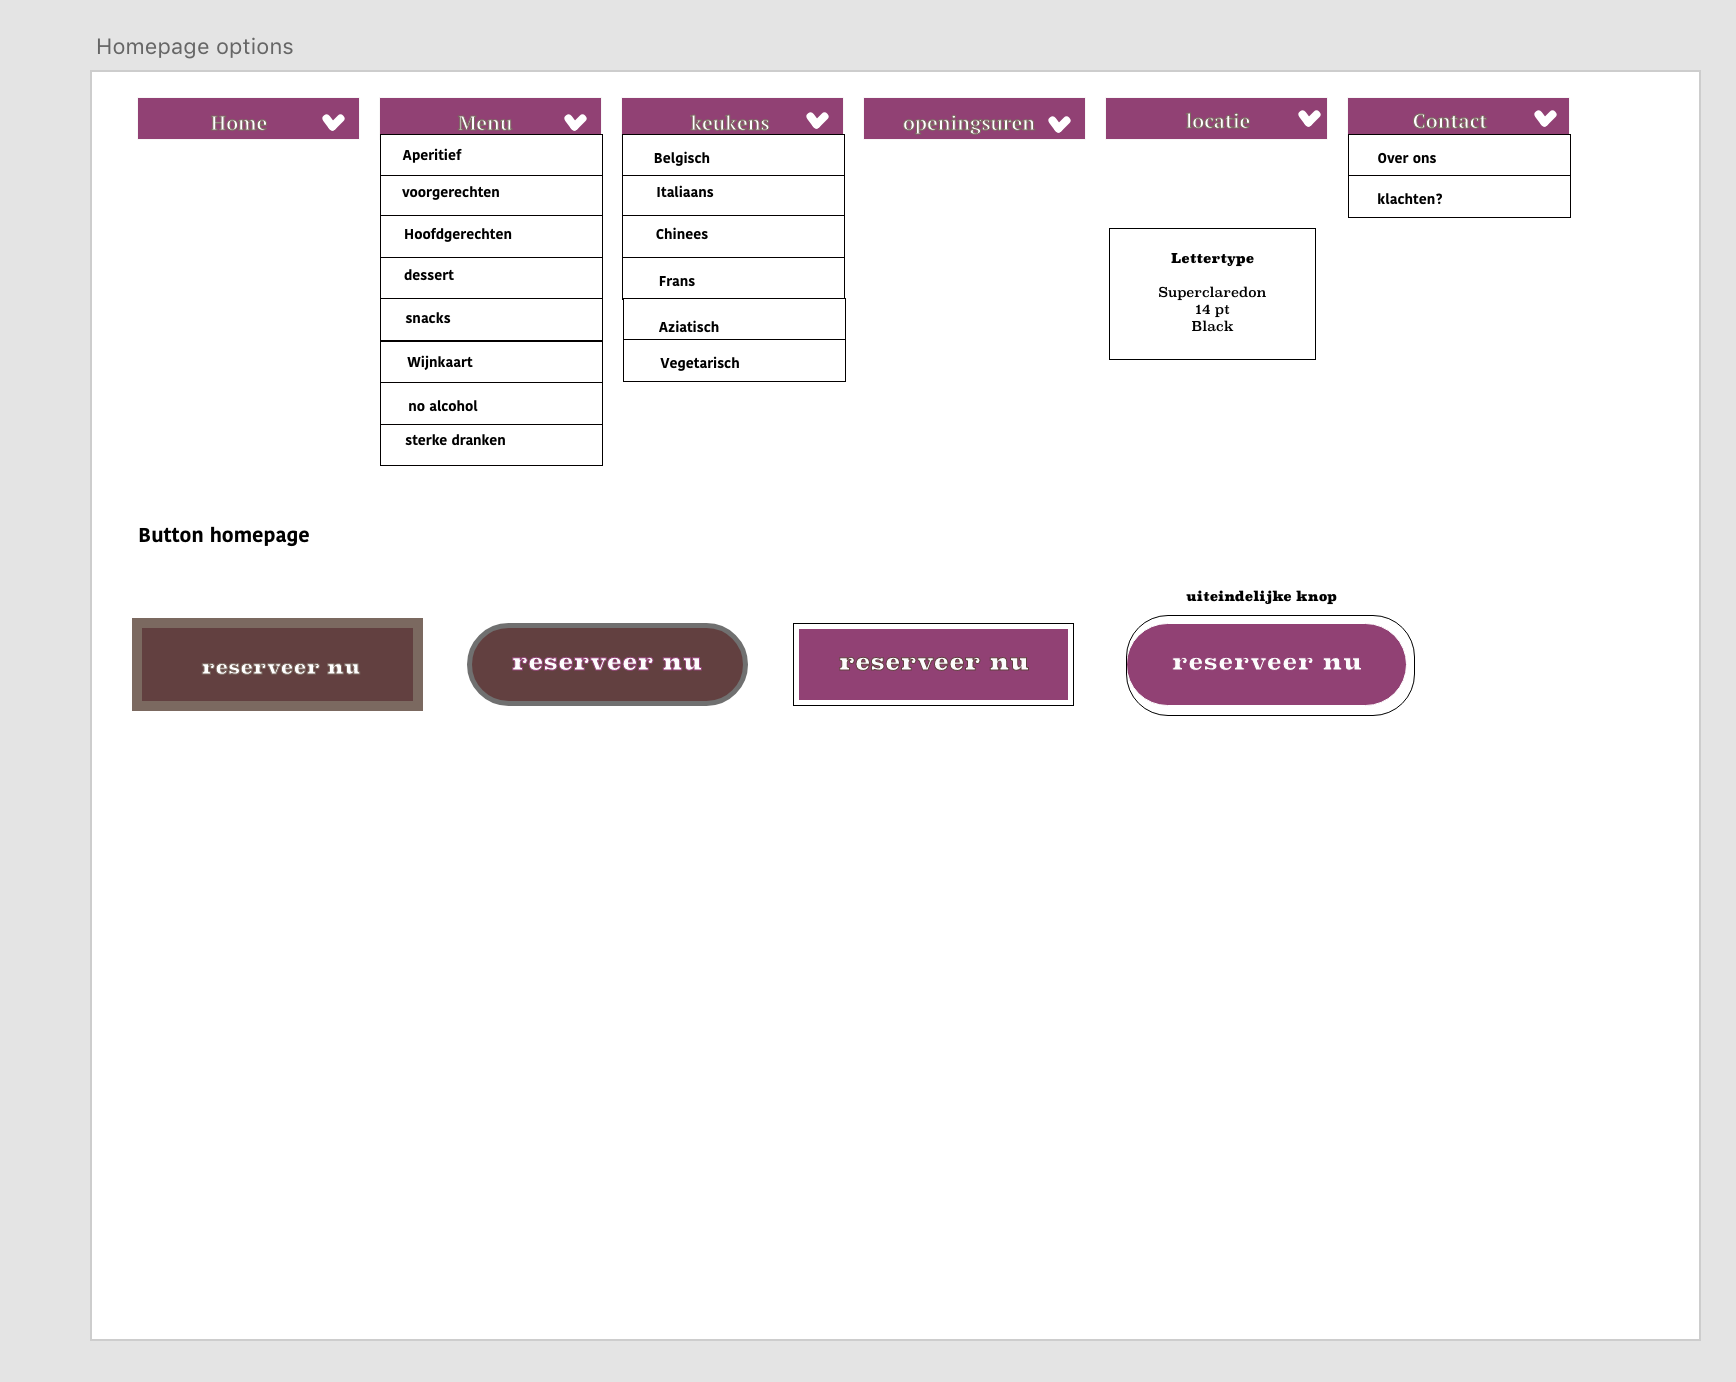 Homepage options
Home
Menu
keukens
openingsuren
locatie
Contact
Aperitief
voorgerechten
Hoofdgerechten
dessert
snacks
Wijnkaart
no alcohol
sterke dranken
Belgisch
Italiaans
Chinees
Frans
Aziatisch
Vegetarisch
Over ons
klachten?
Lettertype
Superclaredon
14 pt
Black
Button homepage
uiteindelijke knop
reserveer nu
reserveer nu
reserveer nu
reserveer nu